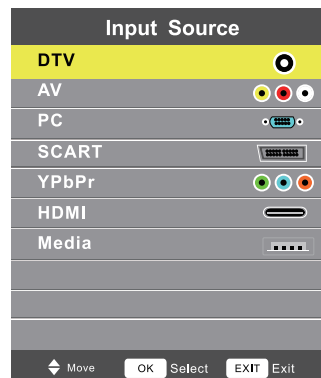 Input Source
DTV
AV
PC
SCART
YPbPr
HDMI
Media
Move OK Select EXIT Exit